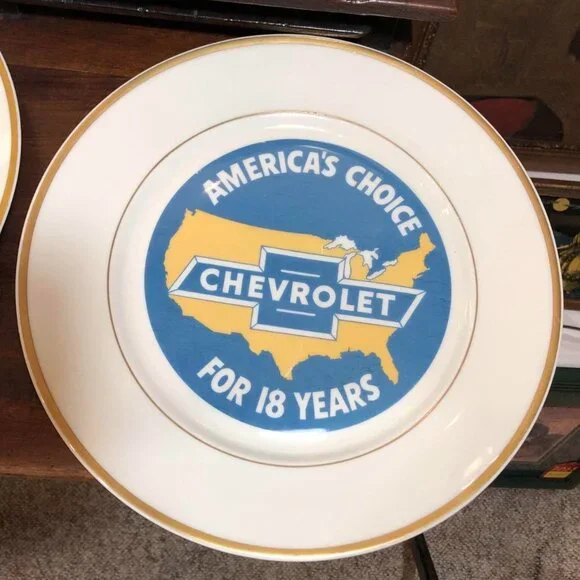 AMERICA'S CHOICE
CHEVROLET
FOR 18 YEARS